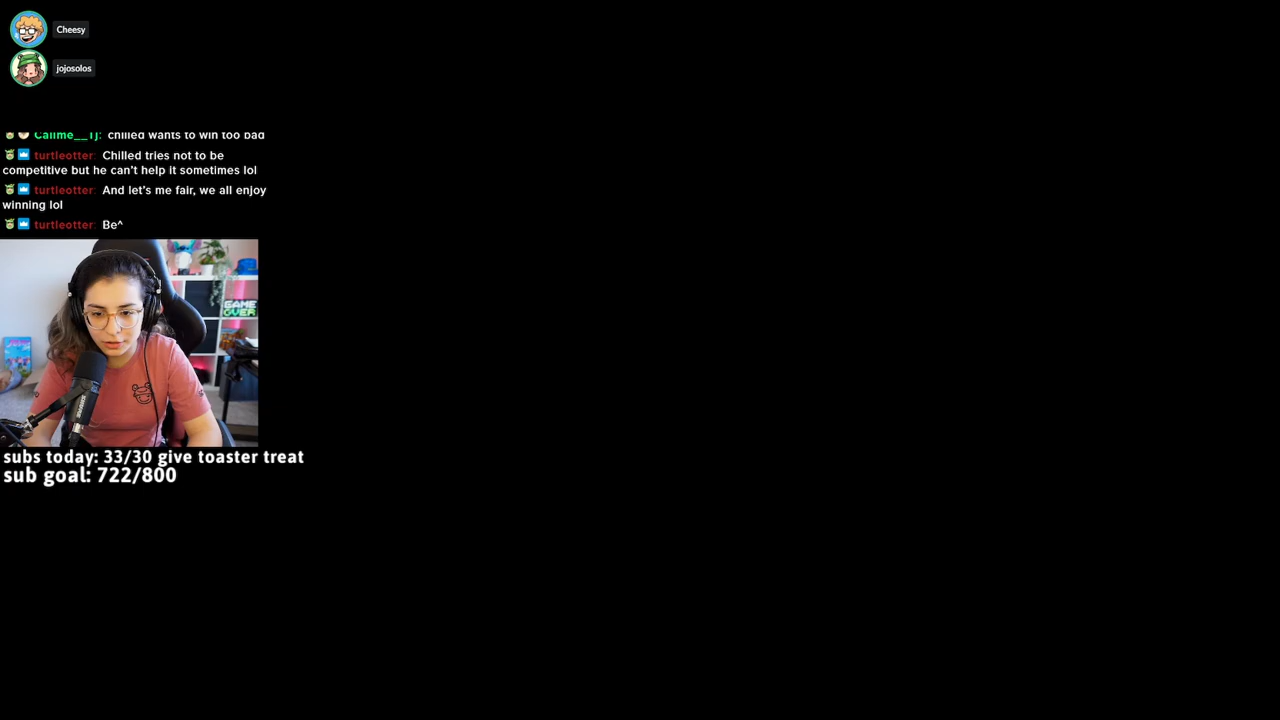 Cheesy
jojosolos
Callme__Tj: chilled wants to win too bad
turtleotter: Chilled tries not to be
competitive but he can't help it sometimes lol
turtleotter: And let's me fair, we all enjoy
winning lol
turtleotter: Be^
GAME
OVER
subs today: 33/30 give toaster treat
sub goal: 722/800